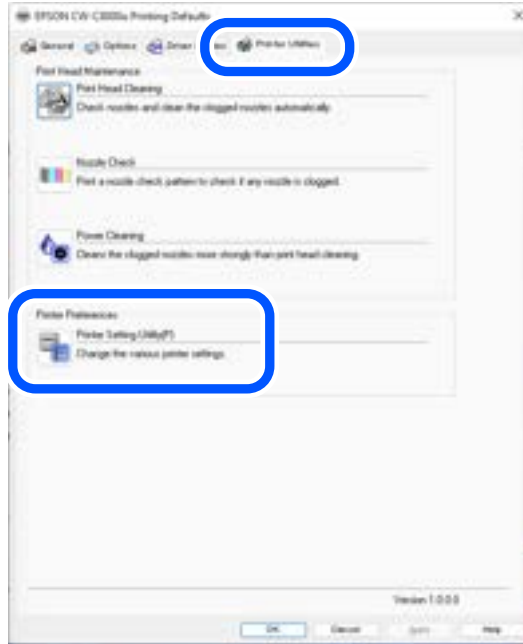 Printing Defaults
General Options Driver Printer Utilities
Print Head Maintenance
Print Head Cleaning
Check nozzles and clean the clogged nozzles automatically.
Nozzle Check
Print a nozzle check pattern to check if any nozzle is clogged.
Power Cleaning
Cleans the clogged nozzles more strongly than print head cleaning.
Printer Preferences
Printer Setting Utility(P)
Change the various printer settings.
Version 1.0.0.0
OK Cancel Apply Help